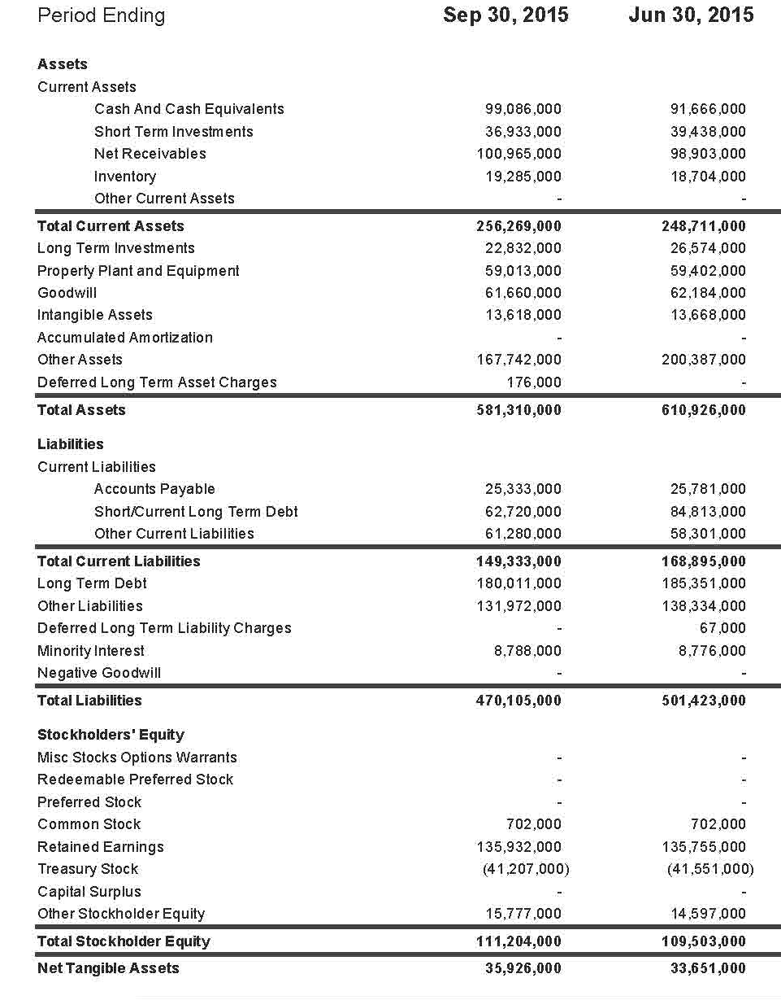 Period Ending Sep 30, 2015 Jun 30, 2015
Assets
Current Assets
Cash And Cash Equivalents 99,086,000 91,666,000
Short Term Investments 36,933,000 39,438,000
Net Receivables 100,965,000 98,903,000
Inventory 19,285,000 18,704,000
Other Current Assets - -
Total Current Assets 256,269,000 248,711,000
Long Term Investments 22,832,000 26,574,000
Property Plant and Equipment 59,013,000 59,402,000
Goodwill 61,660,000 62,184,000
Intangible Assets 13,618,000 13,668,000
Accumulated Amortization - -
Other Assets 167,742,000 200,387,000
Deferred Long Term Asset Charges 176,000 -
Total Assets 581,310,000 610,926,000
Liabilities
Current Liabilities
Accounts Payable 25,333,000 25,781,000
Short/Current Long Term Debt 62,720,000 84,813,000
Other Current Liabilities 61,280,000 58,301,000
Total Current Liabilities 149,333,000 168,895,000
Long Term Debt 180,011,000 185,351,000
Other Liabilities 131,972,000 138,334,000
Deferred Long Term Liability Charges - 67,000
Minority Interest 8,788,000 8,776,000
Negative Goodwill - -
Total Liabilities 470,105,000 501,423,000
Stockholders' Equity
Misc Stocks Options Warrants - -
Redeemable Preferred Stock - -
Preferred Stock - -
Common Stock 702,000 702,000
Retained Earnings 135,932,000 135,755,000
Treasury Stock (41,207,000) (41,551,000)
Capital Surplus - -
Other Stockholder Equity 15,777,000 14,597,000
Total Stockholder Equity 111,204,000 109,503,000
Net Tangible Assets 35,926,000 33,651,000